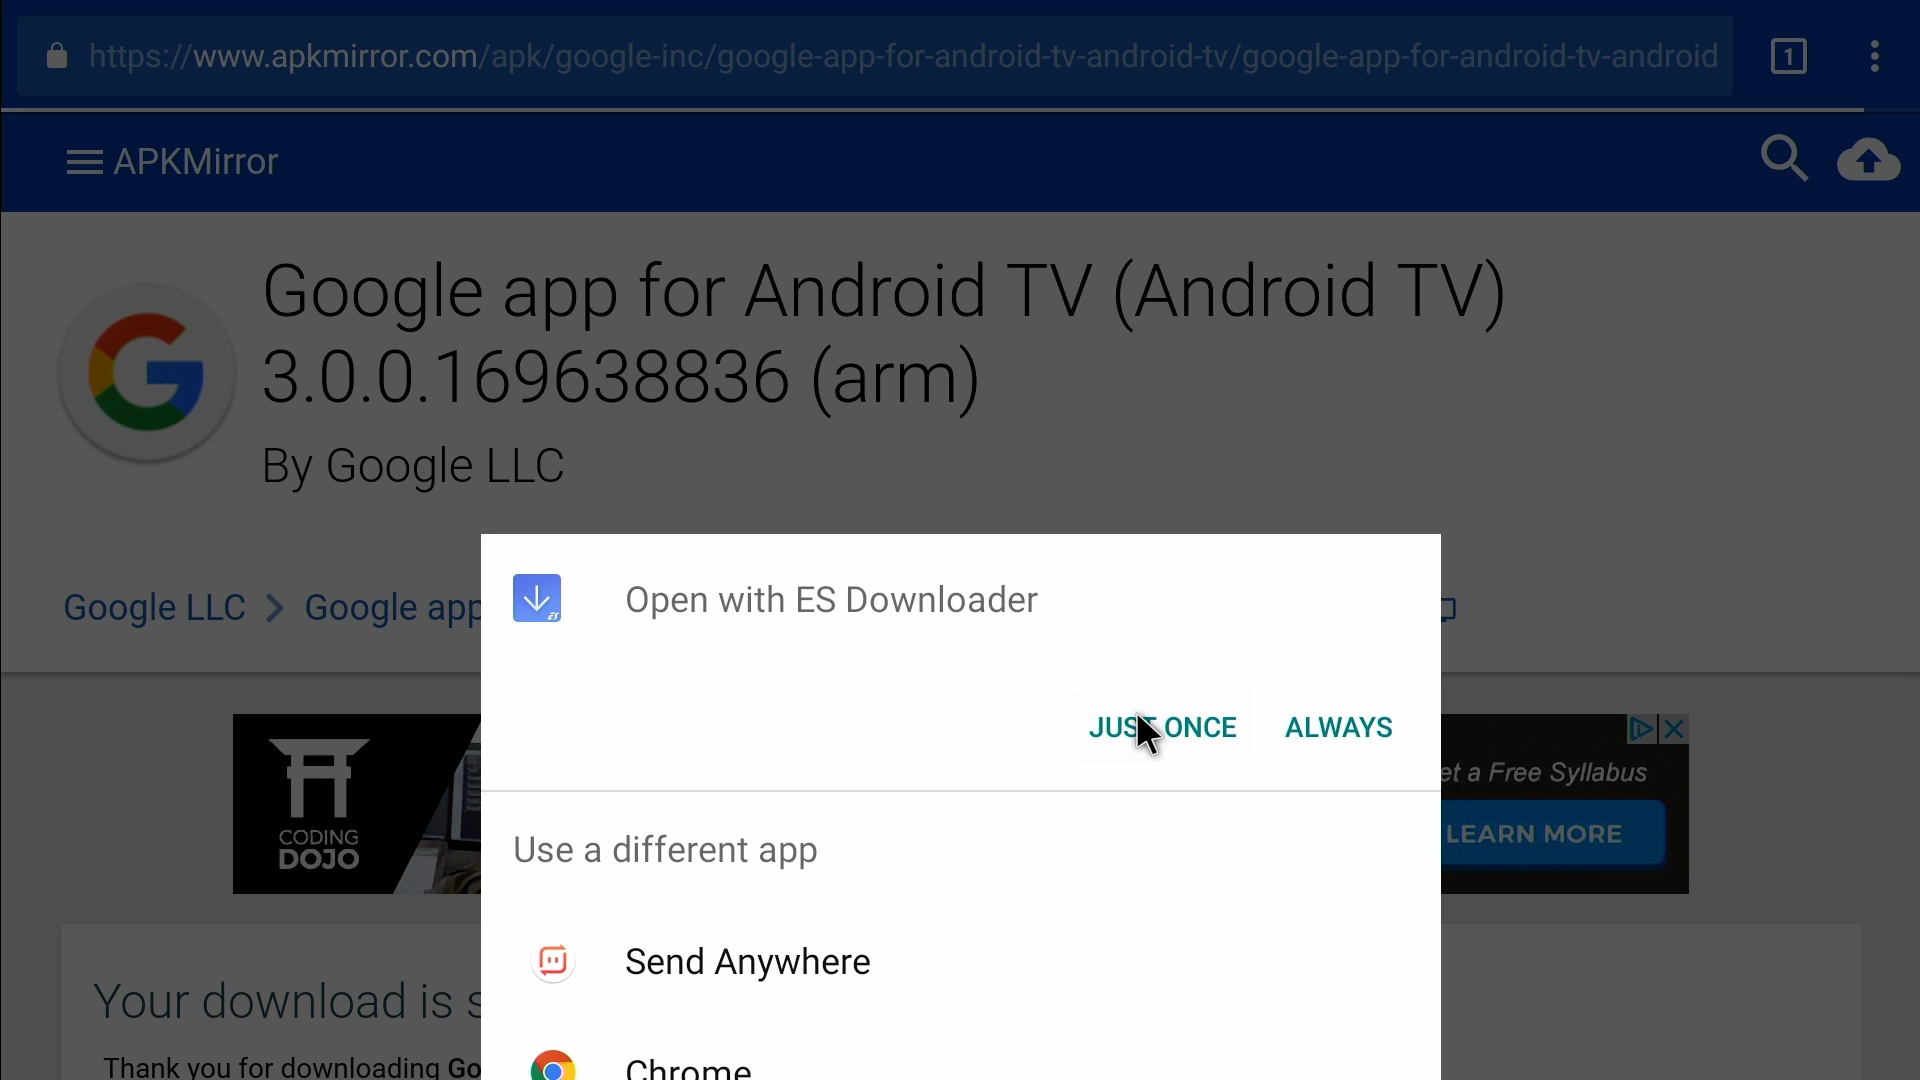 https://www.apkmirror.com/apk/google-inc/google-app-for-android-tv-android-tv/google-app-for-android-tv-android
1
APKMirror
Google app for Android TV (Android TV)
3.0.0.169638836 (arm)
By Google LLC
Google LLC > Google app
Open with ES Downloader
JUST ONCE ALWAYS
CODING
DOJO
et a Free Syllabus
LEARN MORE
Use a different app
Send Anywhere
Your download is s
Thank you for downloading Go
Chrome